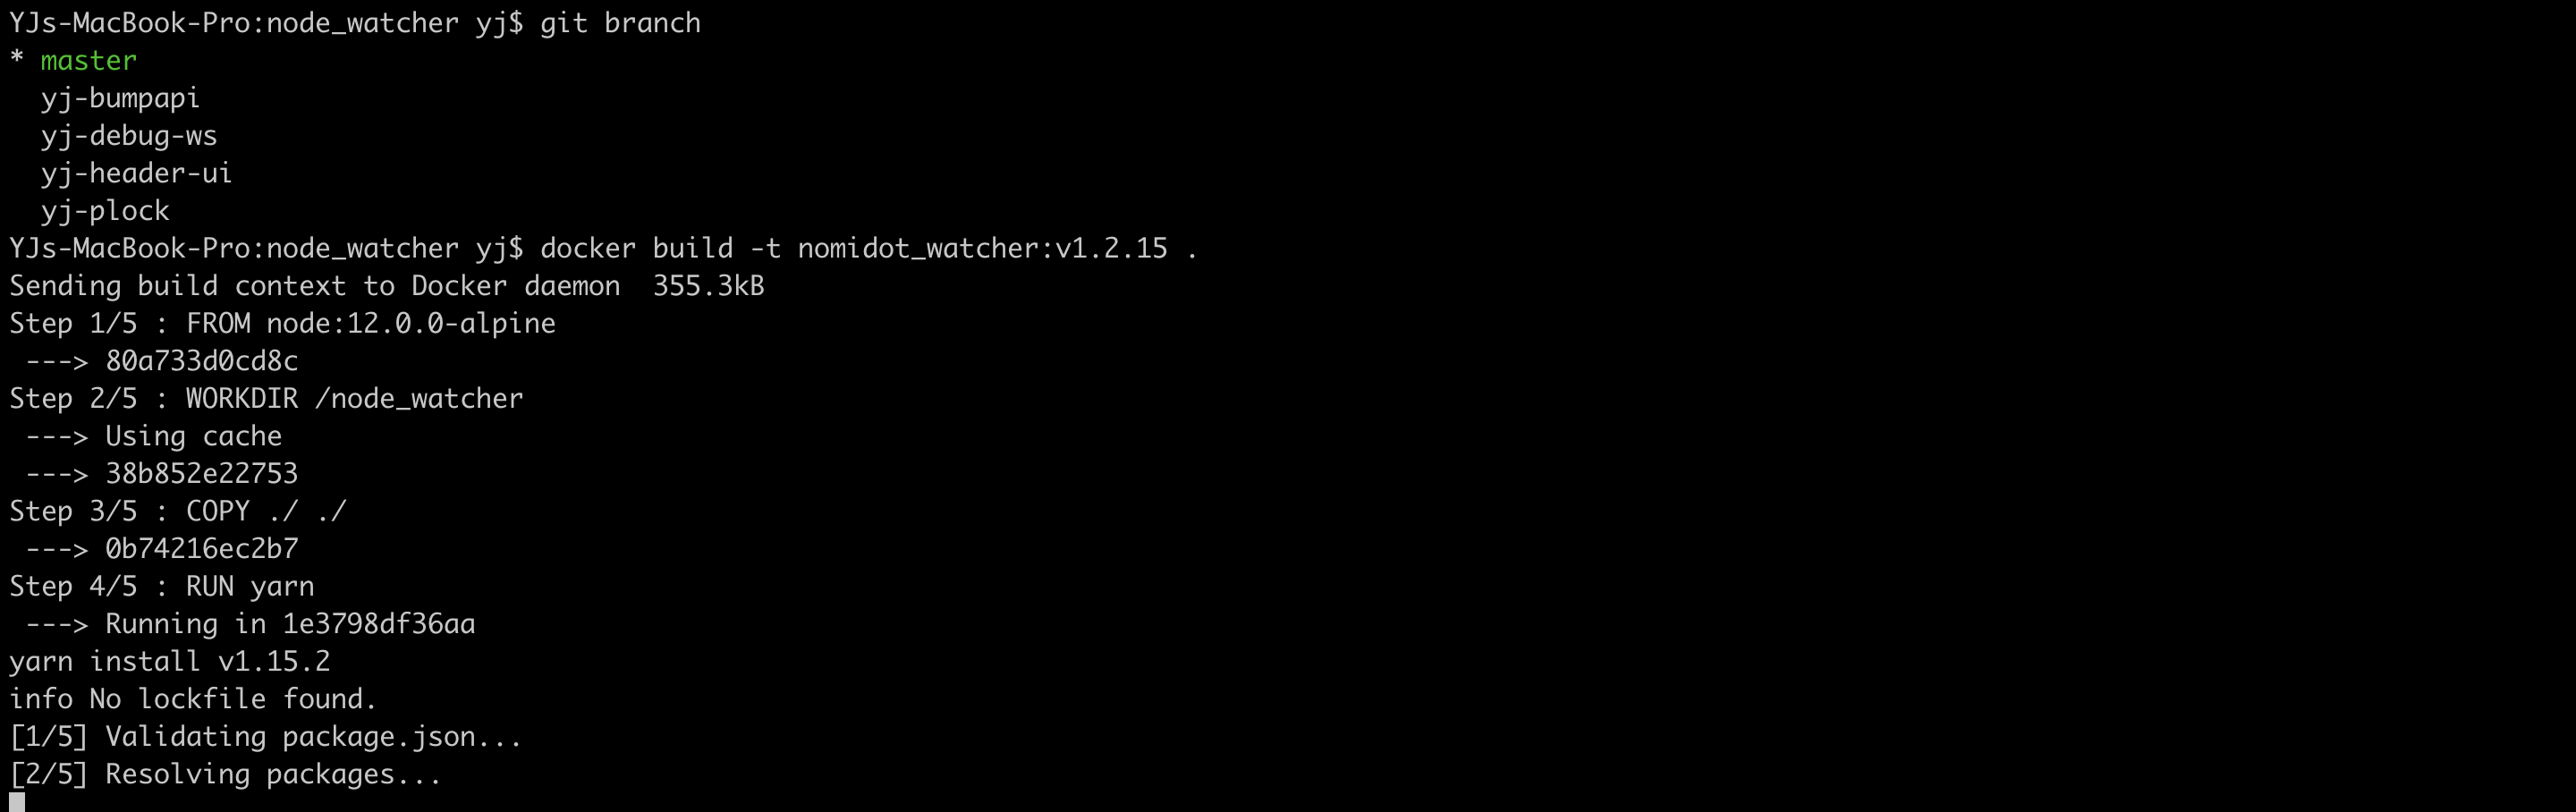 YJs-MacBook-Pro:node_watcher yj$ git branch
* master
  yj-bumpapi
  yj-debug-ws
  yj-header-ui
  yj-plock
YJs-MacBook-Pro:node_watcher yj$ docker build -t nomidot_watcher:v1.2.15 .
Sending build context to Docker daemon  355.3kB
Step 1/5 : FROM node:12.0.0-alpine
 ---> 80a733d0cd8c
Step 2/5 : WORKDIR /node_watcher
 ---> Using cache
 ---> 38b852e22753
Step 3/5 : COPY ./ ./
 ---> 0b74216ec2b7
Step 4/5 : RUN yarn
 ---> Running in 1e3798df36aa
yarn install v1.15.2
info No lockfile found.
[1/5] Validating package.json...
[2/5] Resolving packages...